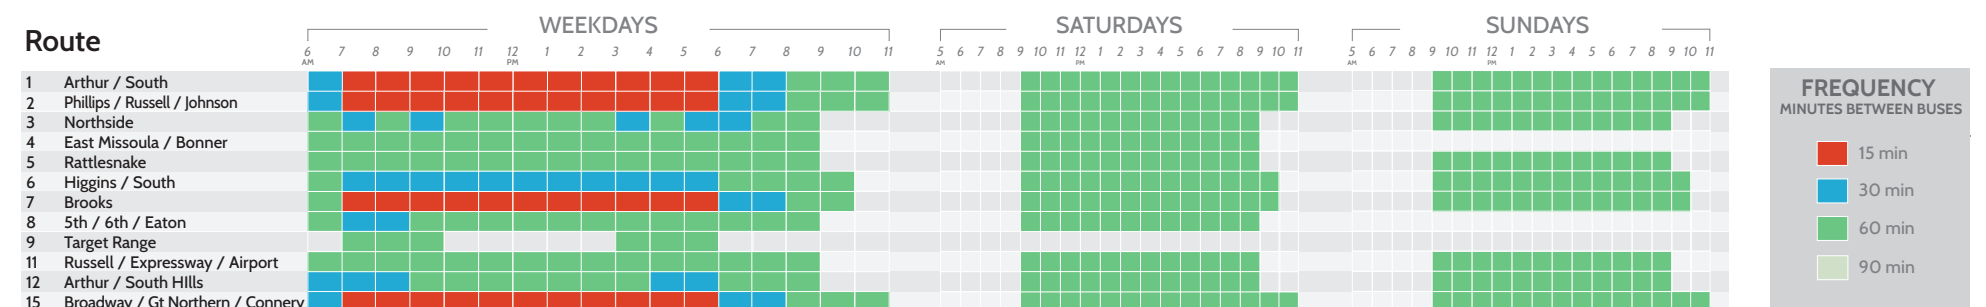 WEEKDAYS SATURDAYS SUNDAYS
Route
6 7 8 9 10 11 12 1 2 3 4 5 6 7 8 9 10 11 5 6 7 8 9 10 11 12 1 2 3 4 5 6 7 8 9 10 11 5 6 7 8 9 10 11 12 1 2 3 4 5 6 7 8 9 10 11
AM PM AM PM AM PM
1 Arthur / South
2 Phillips / Russell / Johnson
3 Northside
4 East Missoula / Bonner
5 Rattlesnake
6 Higgins / South
7 Brooks
8 5th / 6th / Eaton
9 Target Range
11 Russell / Expressway / Airport
12 Arthur / South HIlls
15 Broadway / Gt Northern / Connery
FREQUENCY
MINUTES BETWEEN BUSES
15 min
30 min
60 min
90 min